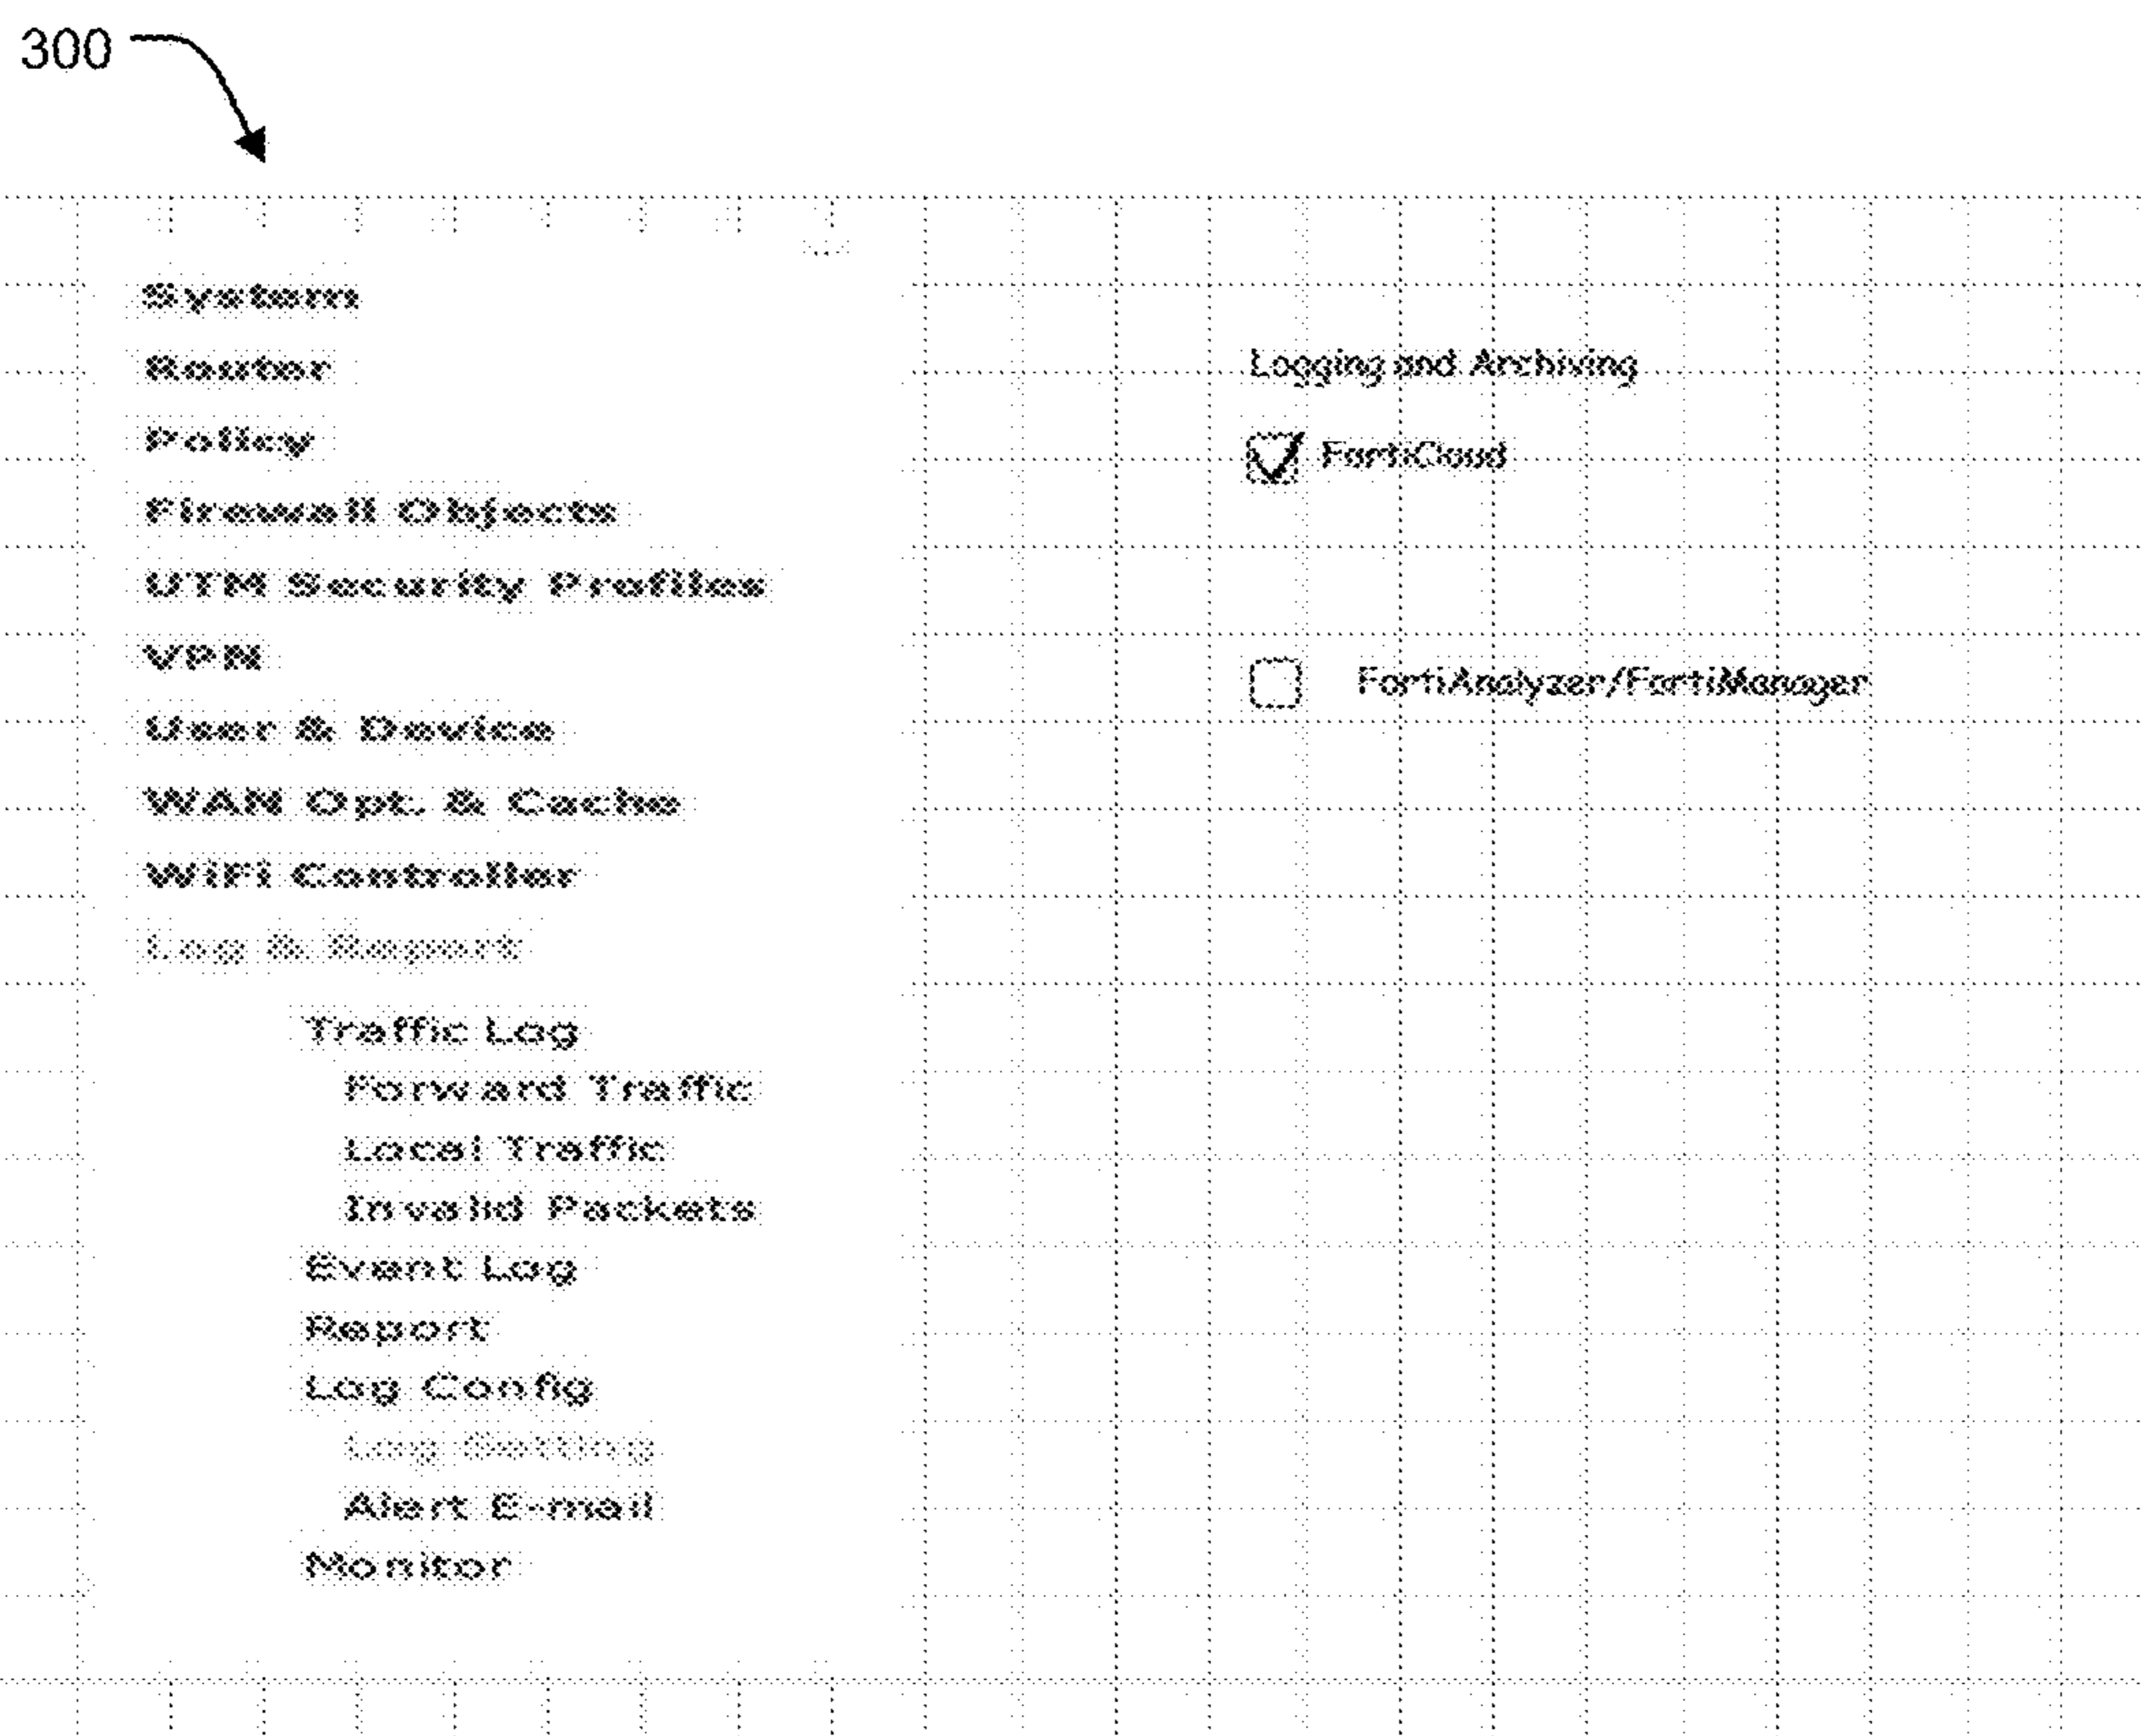 300
System
Router
Policy
Firewall Objects
UTM Security Profiles
VPN
User & Device
WAN Opt. & Cache
WiFi Controller
Log & Report
Traffic Log
Forward Traffic
Local Traffic
Invalid Packets
Event Log
Report
Log Config
Log Setting
Alert E-mail
Monitor
Logging and Archiving
FortiCloud
FortiAnalyzer/FortiManager